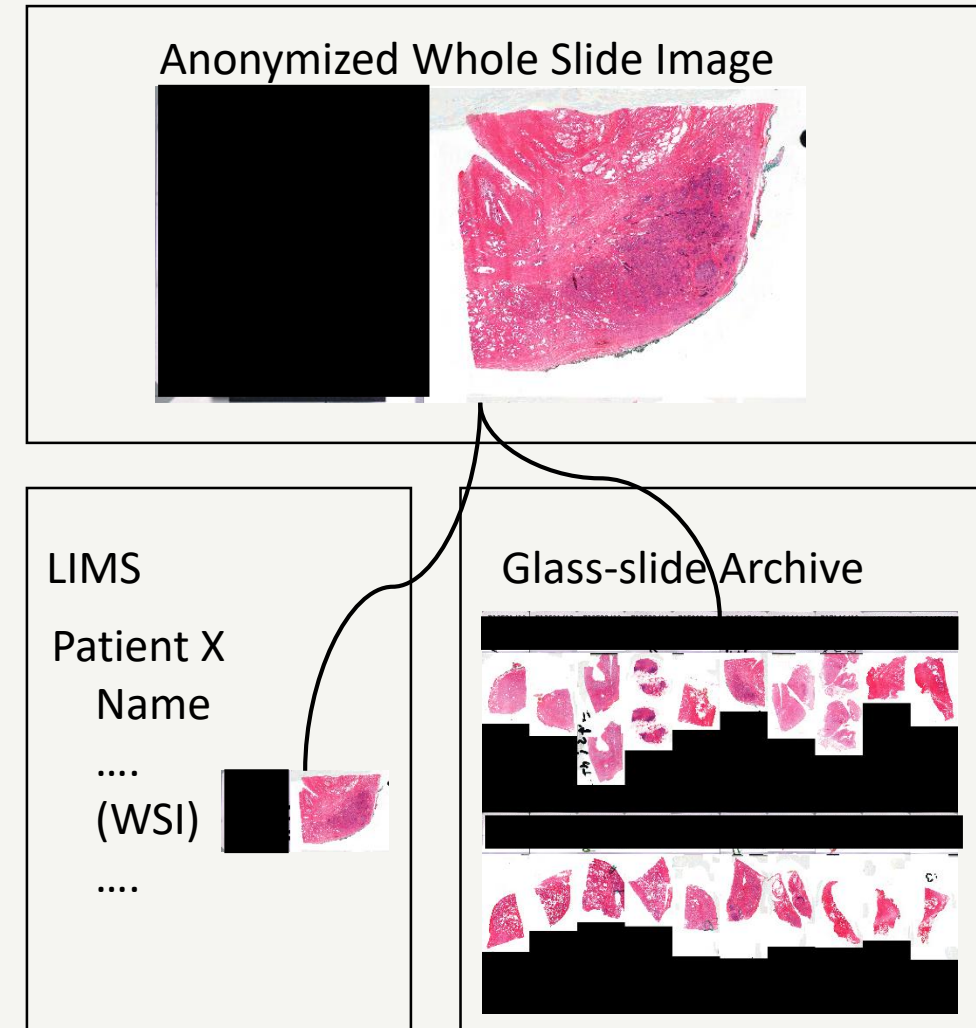 Anonymized Whole Slide Image
LIMS
Patient X
Name
....
(WSI)
....
Glass-slide Archive